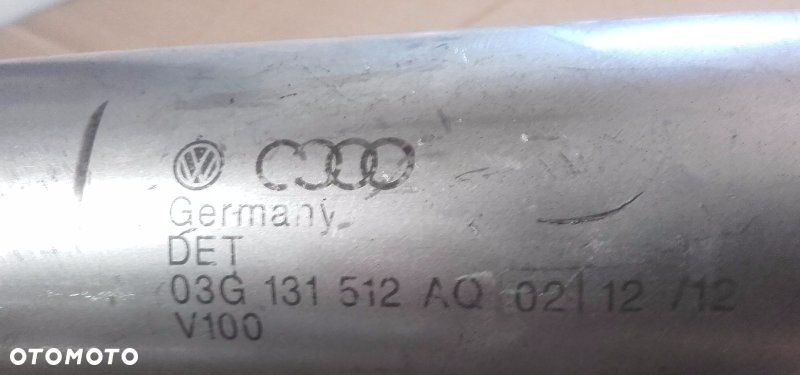 Germany
DET
03G 131 512 AQ 02 12 /12
V100
OTOMOTO